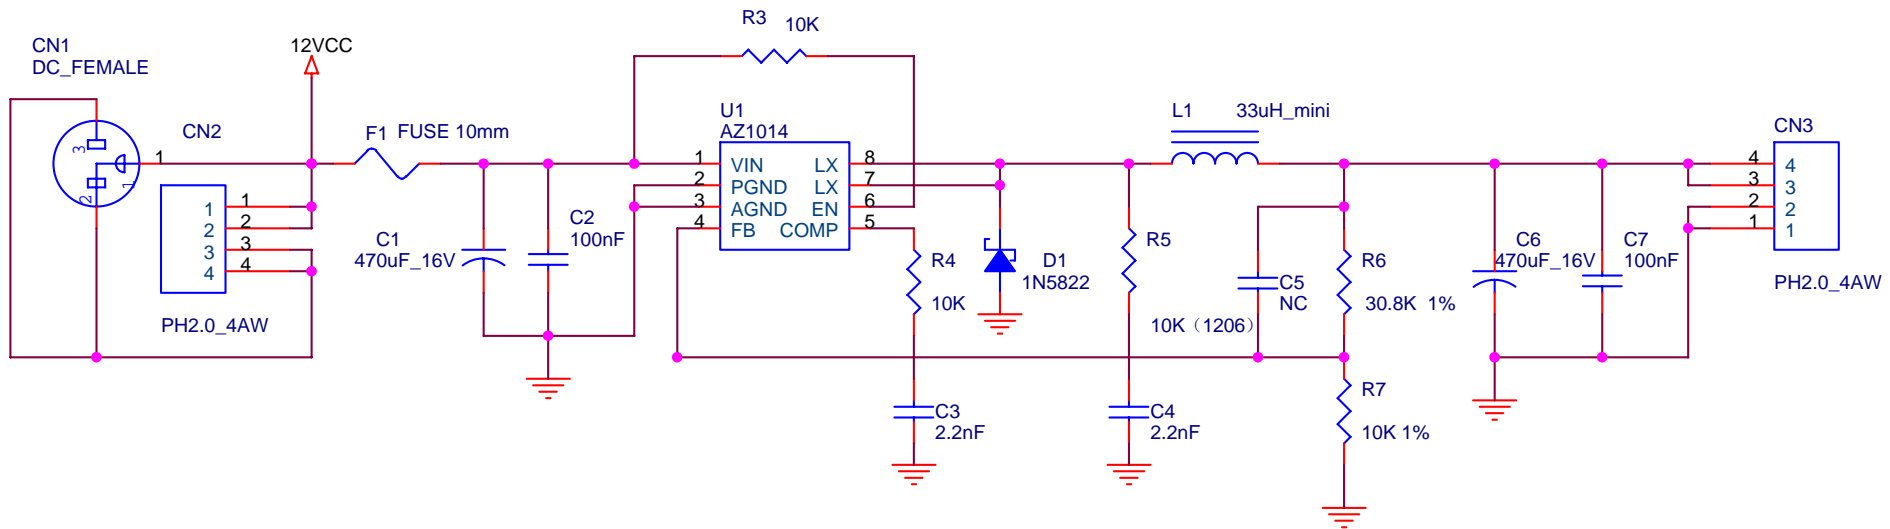 CN1
DC_FEMALE
3
2
1
1
CN2
1
2
3
4
1
2
3
4
PH2.0_4AW
12VCC
F1
FUSE 10mm
C1
470uF_16V
C2
100nF
R3
10K
U1
AZ1014
1
2
3
4
VIN
PGND
AGND
FB
LX
LX
EN
COMP
8
7
6
5
R4
10K
C3
2.2nF
D1
1N5822
R5
10K（1206）
C4
2.2nF
L1
33uH_mini
C5
NC
R6
30.8K 1%
R7
10K 1%
C6
470uF_16V
C7
100nF
CN3
4
3
2
1
4
3
2
1
PH2.0_4AW